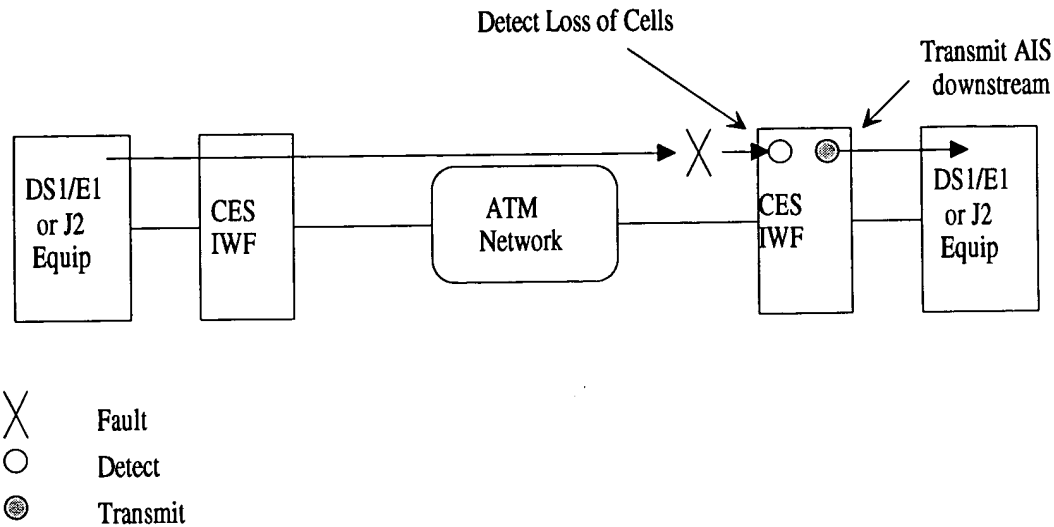 Detect Loss of Cells
Transmit AIS
downstream
DS1/E1
or J2
Equip
CES
IWF
ATM
Network
CES
IWF
DS1/E1
or J2
Equip
Fault
Detect
Transmit